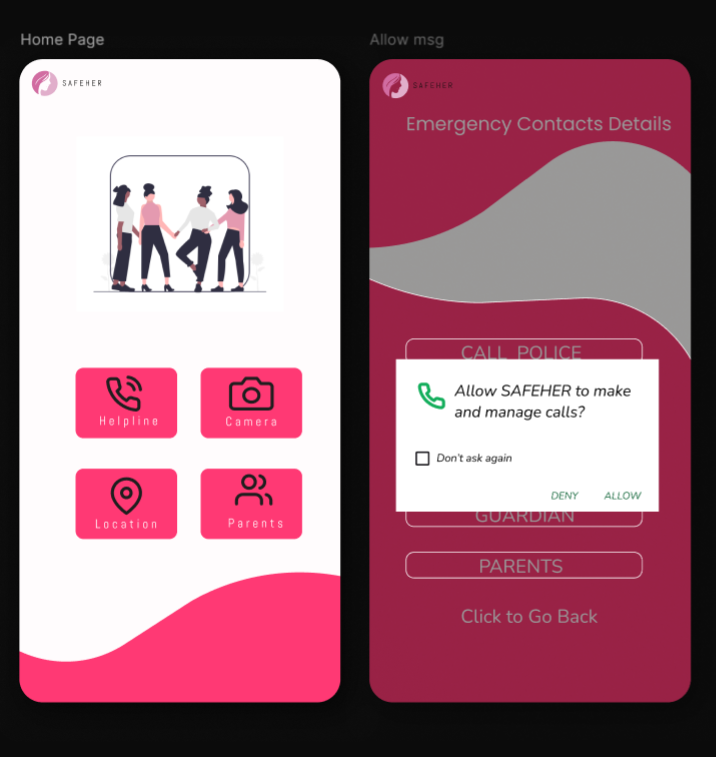 Home Page
SAFEHER
Helpline
Camera
Location
Parents
Allow msg
SAFEHER
Emergency Contacts Details
CALL POLICE
Allow SAFEHER to make
and manage calls?
Don't ask again
DENY ALLOW
GUARDIAN
PARENTS
Click to Go Back